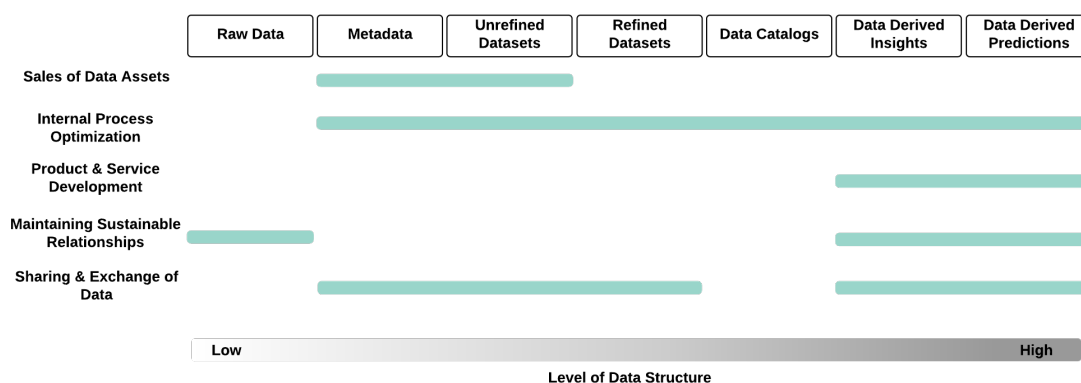 Raw Data
Metadata
Unrefined
Datasets
Refined
Datasets
Data Catalogs
Data Derived
Insights
Data Derived
Predictions
Sales of Data Assets
Internal Process
Optimization
Product & Service
Development
Maintaining Sustainable
Relationships
Sharing & Exchange of
Data
Low
High
Level of Data Structure